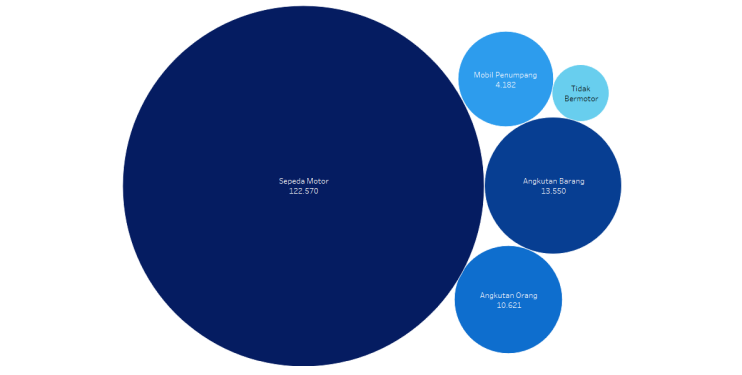 Mobil Penumpang
4.182
Tidak
Bermotor
Sepeda Motor
122.570
Angkutan Barang
13.550
Angkutan Orang
10.621